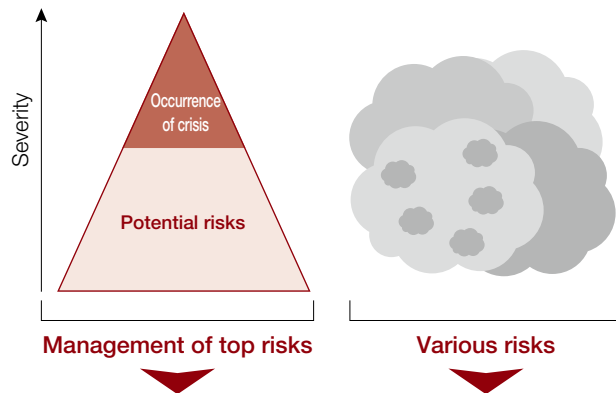 Severity
Occurrence
of crisis
Potential risks
Management of top risks
Various risks